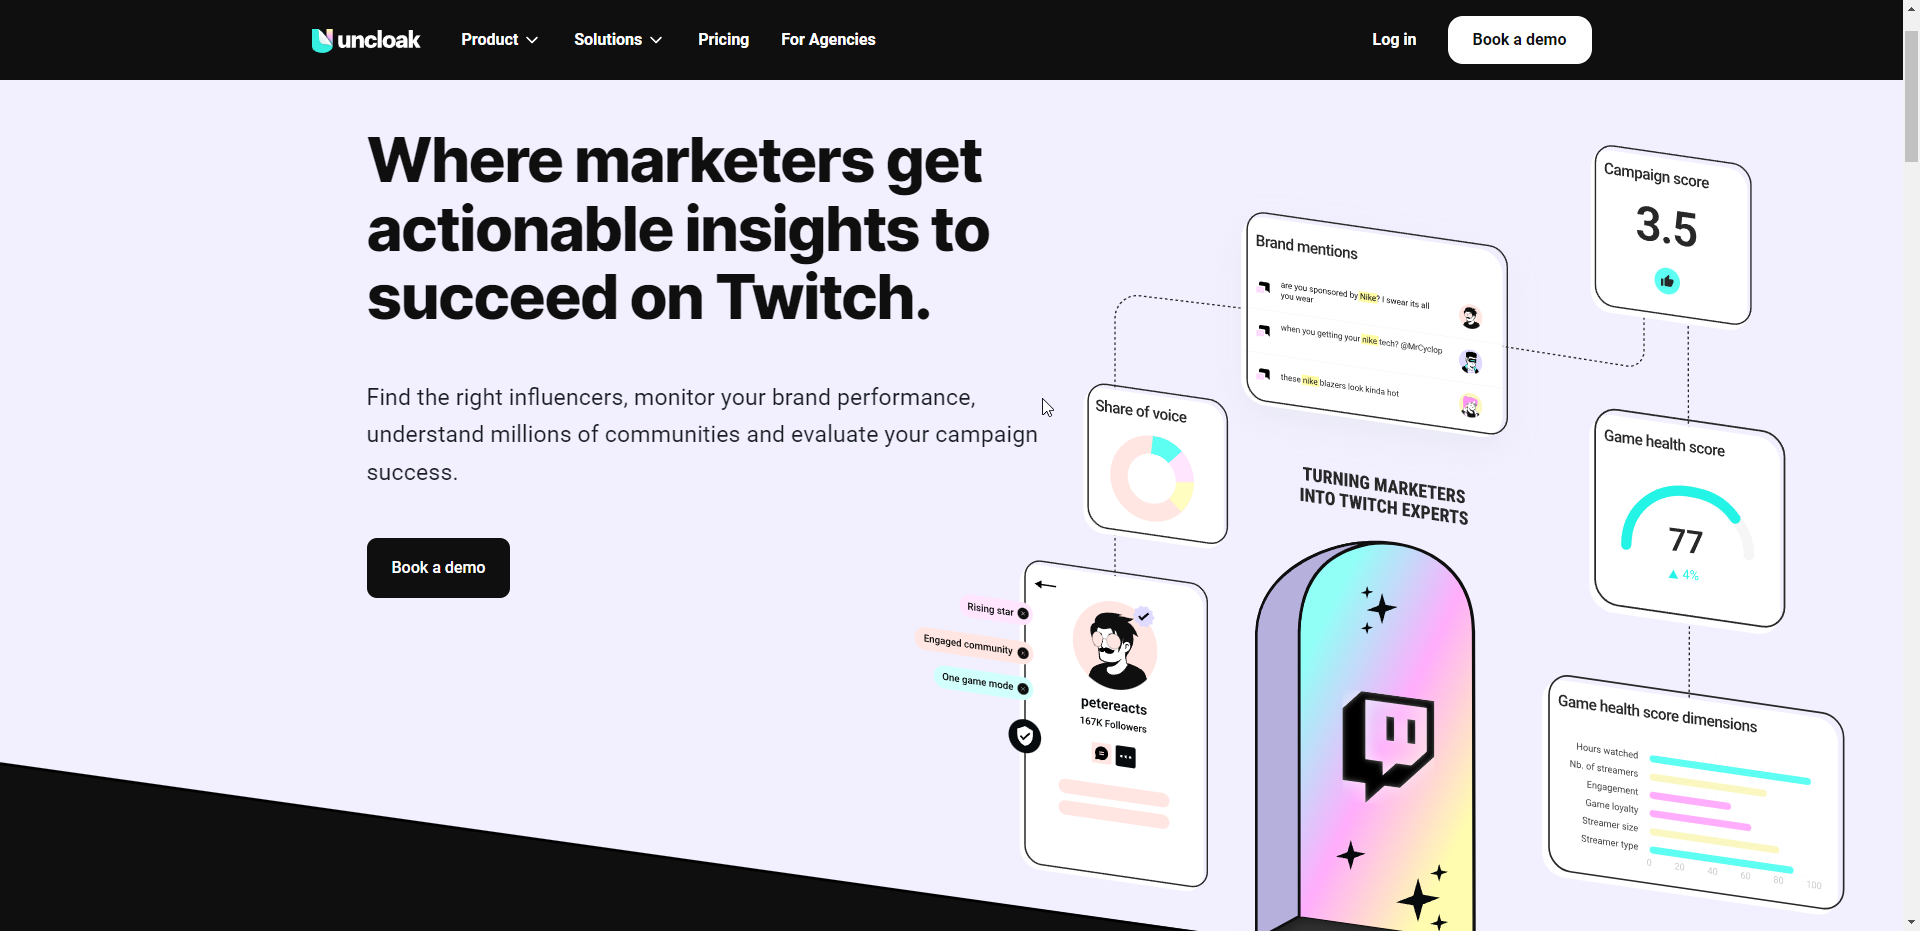 uncloak
Product
Solutions
Pricing
For Agencies
Log in
Book a demo
Where marketers get
actionable insights to
succeed on Twitch.
Find the right influencers, monitor your brand performance,
understand millions of communities and evaluate your campaign
success.
Book a demo
Campaign score
3.5
Brand mentions
are you sponsored by Nike? I swear its all
you wear
when you getting your nike tech? @MrCyclop
these nike blazers look kinda hot
Share of voice
TURNING MARKETERS
INTO TWITCH EXPERTS
Game health score
77
▲ 4%
Rising star
Engaged community
One game mode
petereacts
167K Followers
Game health score dimensions
Hours watched
Nb. of streamers
Engagement
Game loyalty
Streamer size
Streamer type
0 20 40 60 80 100